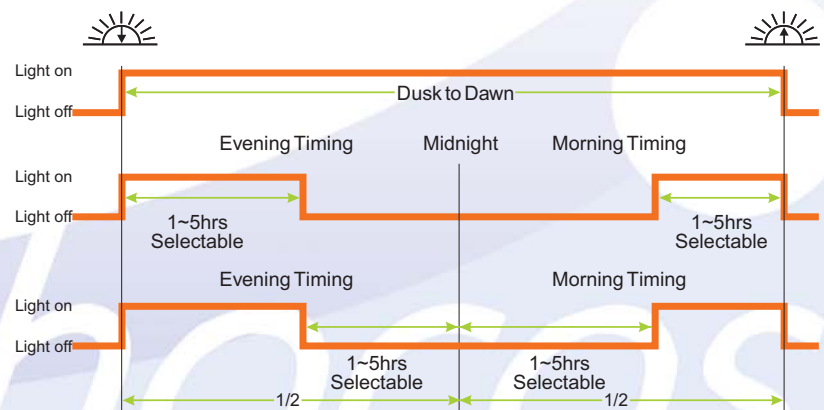 Light on
Dusk to Dawn
Light off
Evening Timing Midnight Morning Timing
Light on
Light off
1~5hrs 1~5hrs
Selectable Selectable
Evening Timing Morning Timing
Light on
Light off
1~5hrs 1~5hrs
Selectable Selectable
1/2 1/2